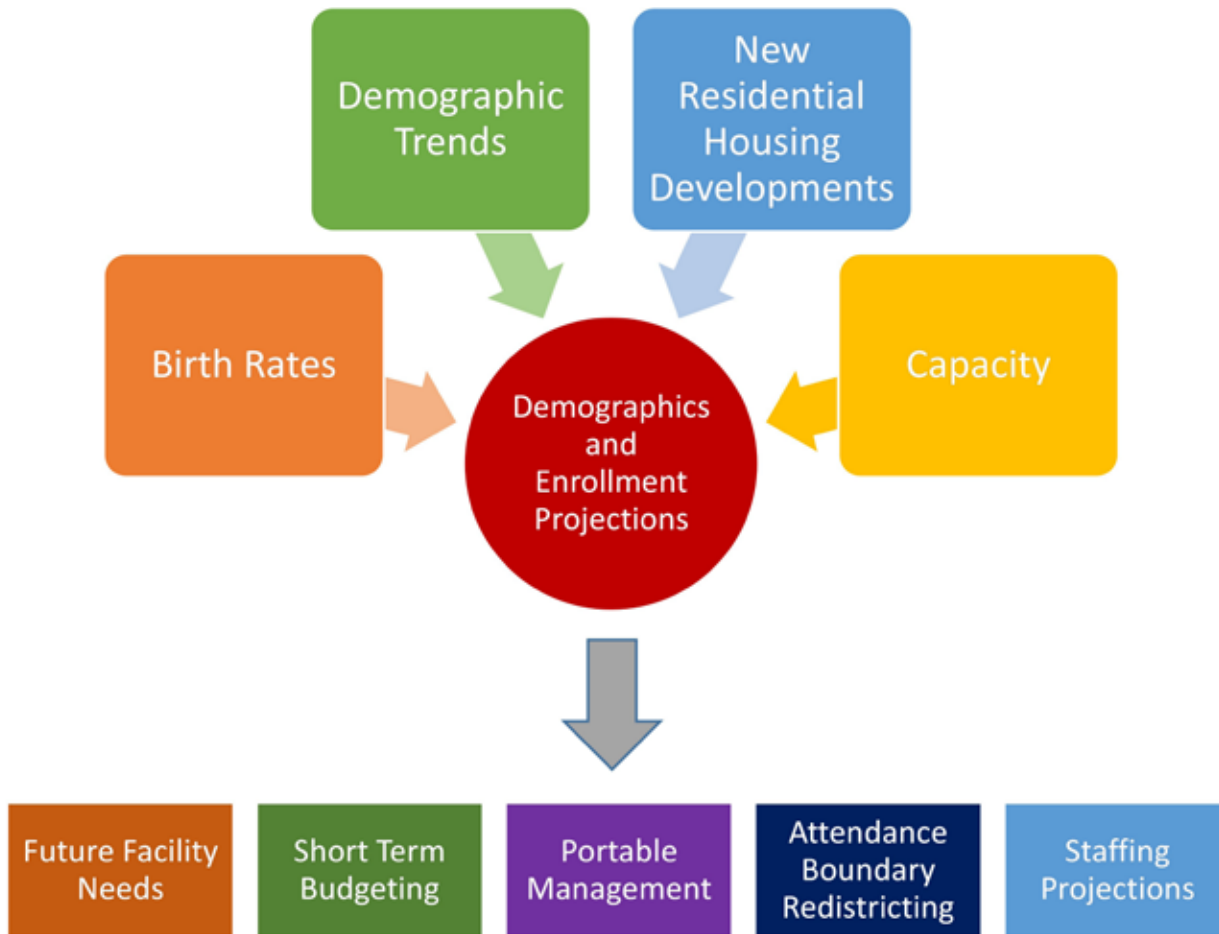 Demographic
Trends
New
Residential
Housing
Developments
Birth Rates
Capacity
Demographics
and
Enrollment
Projections
Future Facility
Needs
Short Term
Budgeting
Portable
Management
Attendance
Boundary
Redistricting
Staffing
Projections